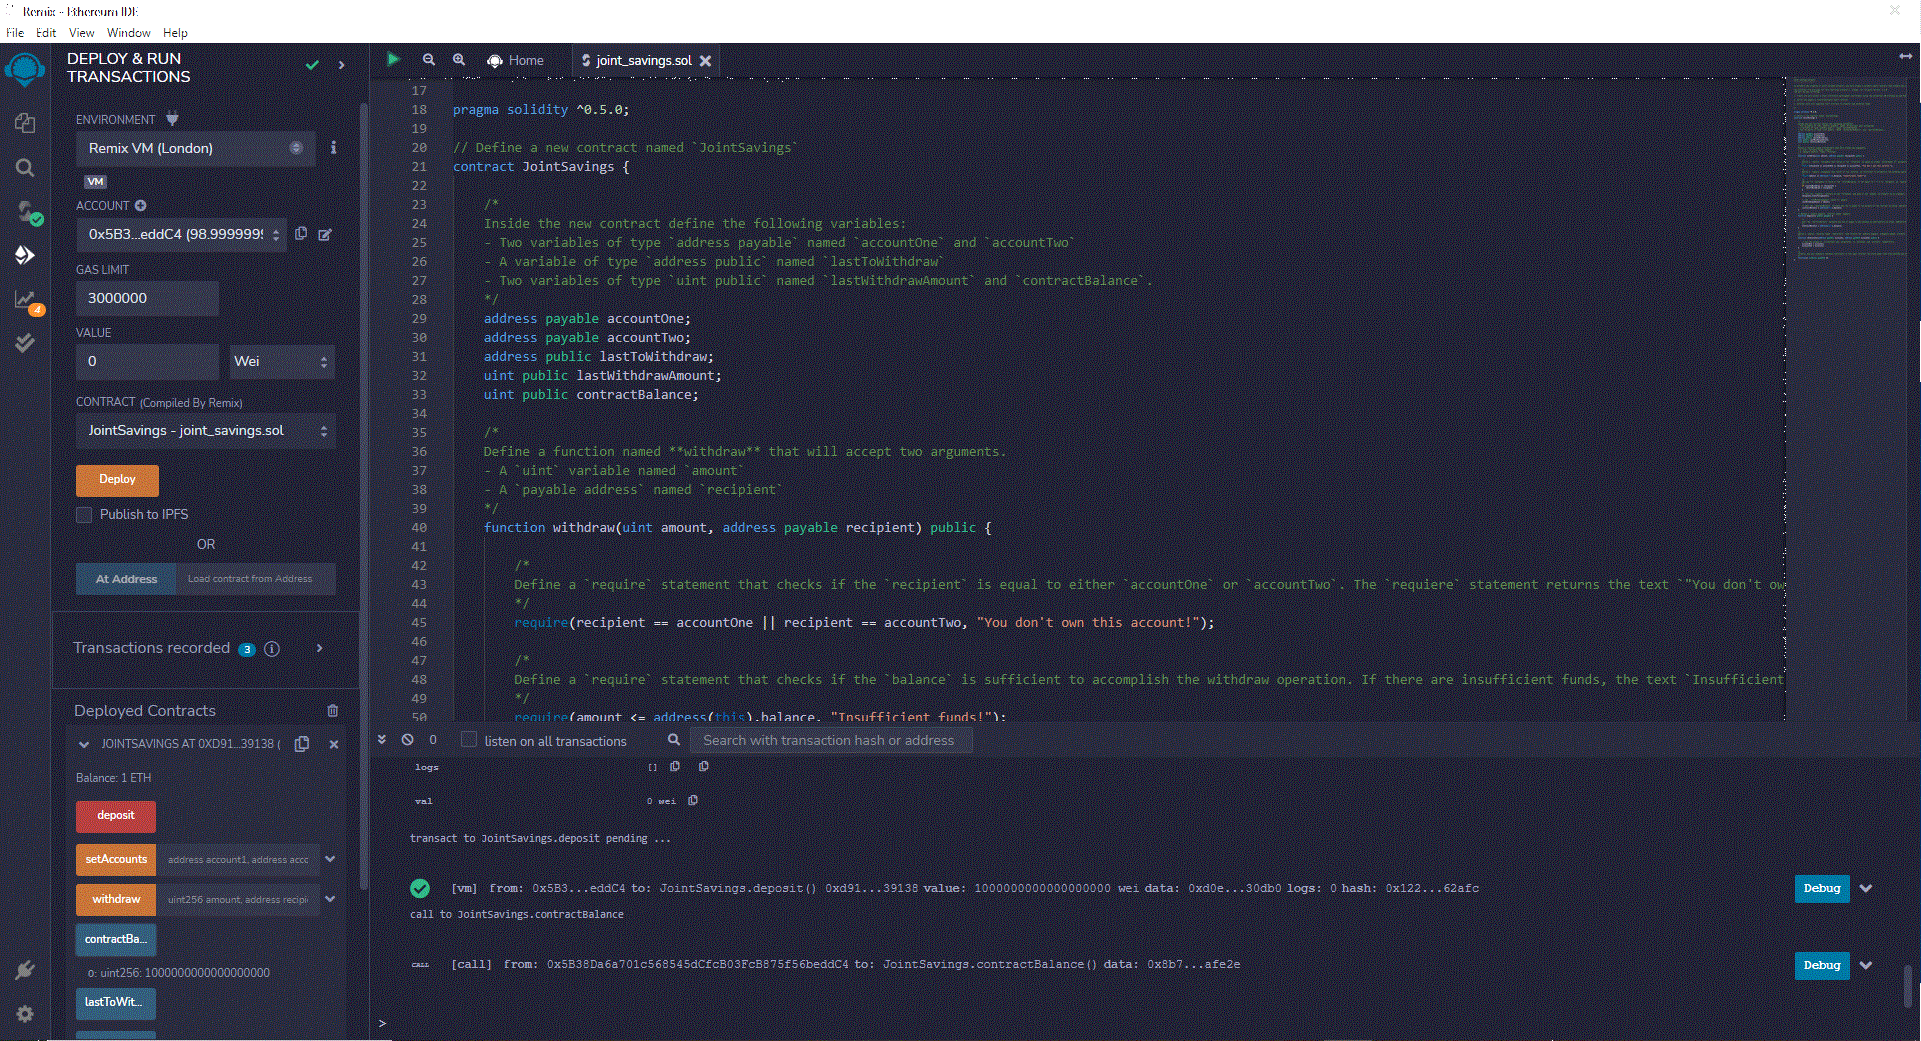 Remix - Ethereum IDE
File Edit View Window Help
DEPLOY & RUN
TRANSACTIONS
ENVIRONMENT
Remix VM (London)
VM
ACCOUNT
0x5B3...eddC4 (98.9999999
GAS LIMIT
3000000
VALUE
0 Wei
CONTRACT (Compiled By Remix)
JointSavings - joint_savings.sol
Deploy
Publish to IPFS
OR
At Address Load contract from Address
Transactions recorded 3
Deployed Contracts
JOINTSAVINGS AT 0XD91...39138 (
Balance: 1 ETH
deposit
setAccounts address account1, address acco
withdraw uint256 amount, address recipi
contractBa...
0: uint256: 1000000000000000000
lastToWit...
4
Home joint_savings.sol
17
18 pragma solidity ^0.5.0;
19
20 // Define a new contract named `JointSavings`
21 contract JointSavings {
22
23 /*
24 Inside the new contract define the following variables:
25 - Two variables of type `address payable` named `accountOne` and `accountTwo`
26 - A variable of type `address public` named `lastToWithdraw`
27 - Two variables of type `uint public` named `lastWithdrawAmount` and `contractBalance`.
28 */
29 address payable accountOne;
30 address payable accountTwo;
31 address public lastToWithdraw;
32 uint public lastWithdrawAmount;
33 uint public contractBalance;
34
35 /*
36 Define a function named **withdraw** that will accept two arguments.
37 - A `uint` variable named `amount`
38 - A `payable address` named `recipient`
39 */
40 function withdraw(uint amount, address payable recipient) public {
41
42 /*
43 Define a `require` statement that checks if the `recipient` is equal to either `accountOne` or `accountTwo`. The `requiere` statement returns the text `"You don't ow
44 */
45 require(recipient == accountOne || recipient == accountTwo, "You don't own this account!");
46
47 /*
48 Define a `require` statement that checks if the `balance` is sufficient to accomplish the withdraw operation. If there are insufficient funds, the text `Insufficient
49 */
50 require(amount <= address(this).balance, "Insufficient funds!");
0 listen on all transactions Search with transaction hash or address
logs []
val 0 wei
transact to JointSavings.deposit pending ...
[vm] from: 0x5B3...eddC4 to: JointSavings.deposit() 0xd91...39138 value: 1000000000000000000 wei data: 0xd0e...30db0 logs: 0 hash: 0x122...62afc Debug
call to JointSavings.contractBalance
CALL [call] from: 0x5B38Da6a701c568545dCfcB03FcB875f56beddC4 to: JointSavings.contractBalance() data: 0x8b7...afe2e Debug
>